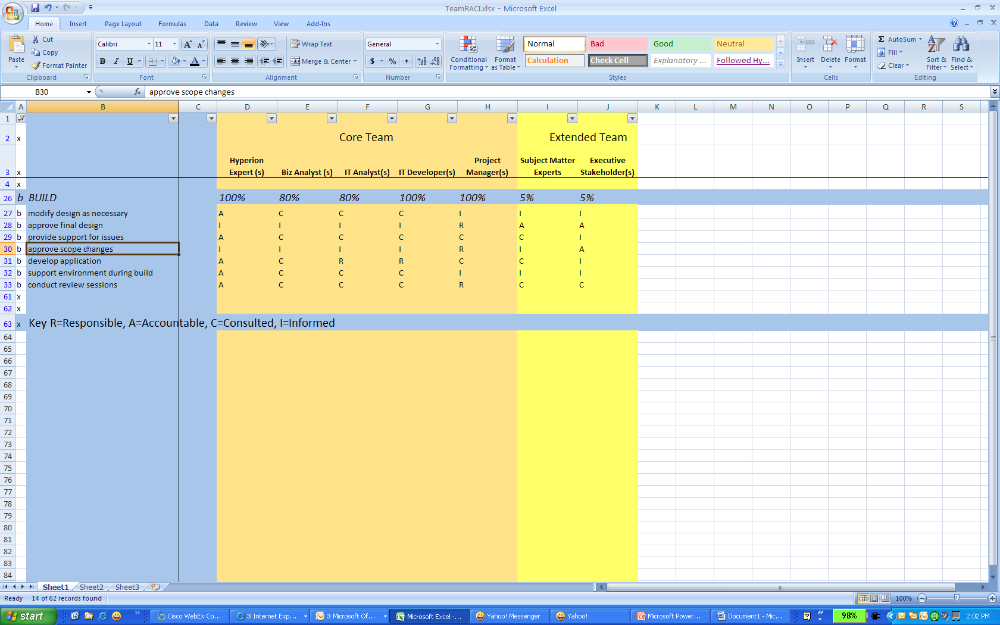 TeamRACI.xlsx - Microsoft Excel
Home Insert Page Layout Formulas Data Review View Add-Ins
Paste Cut Copy Format Painter Clipboard
Calibri 11 B I U Font
Wrap Text Merge & Center Alignment
General $ % , Number
Conditional Formatting Format as Table
Normal Bad Good Neutral
Calculation Check Cell Explanatory ... Followed Hy...
Styles
Insert Delete Format Cells
AutoSum Fill Clear Sort & Filter Find & Select Editing
B30 fx approve scope changes
A B C D E F G H I J K L M N O P Q R S
1
2 x Core Team Extended Team
3 x Hyperion Expert (s) Biz Analyst (s) IT Analyst(s) IT Developer(s) Project Manager(s) Subject Matter Experts Executive Stakeholder(s)
4 x
26 b BUILD 100% 80% 80% 100% 100% 5% 5%
27 b modify design as necessary A C C C I I I
28 b approve final design I I I I R A A
29 b provide support for issues A C C C C C I
30 b approve scope changes I I I I R I A
31 b develop application A C R R C C I
32 b support environment during build A C C C I I I
33 b conduct review sessions A C C C R C C
61 x
62 x
63 x Key R=Responsible, A=Accountable, C=Consulted, I=Informed
64
65
66
67
68
69
70
71
72
73
74
75
76
77
78
79
80
81
82
83
84
Sheet1 Sheet2 Sheet3
Ready 14 of 62 records found 100%
start Cisco WebEx Co... 3 Internet Exp... 3 Microsoft Of... Microsoft Excel -... Yahoo! Messenger Yahoo! Microsoft Power... Document1 - Mic... 98% 2:02 PM